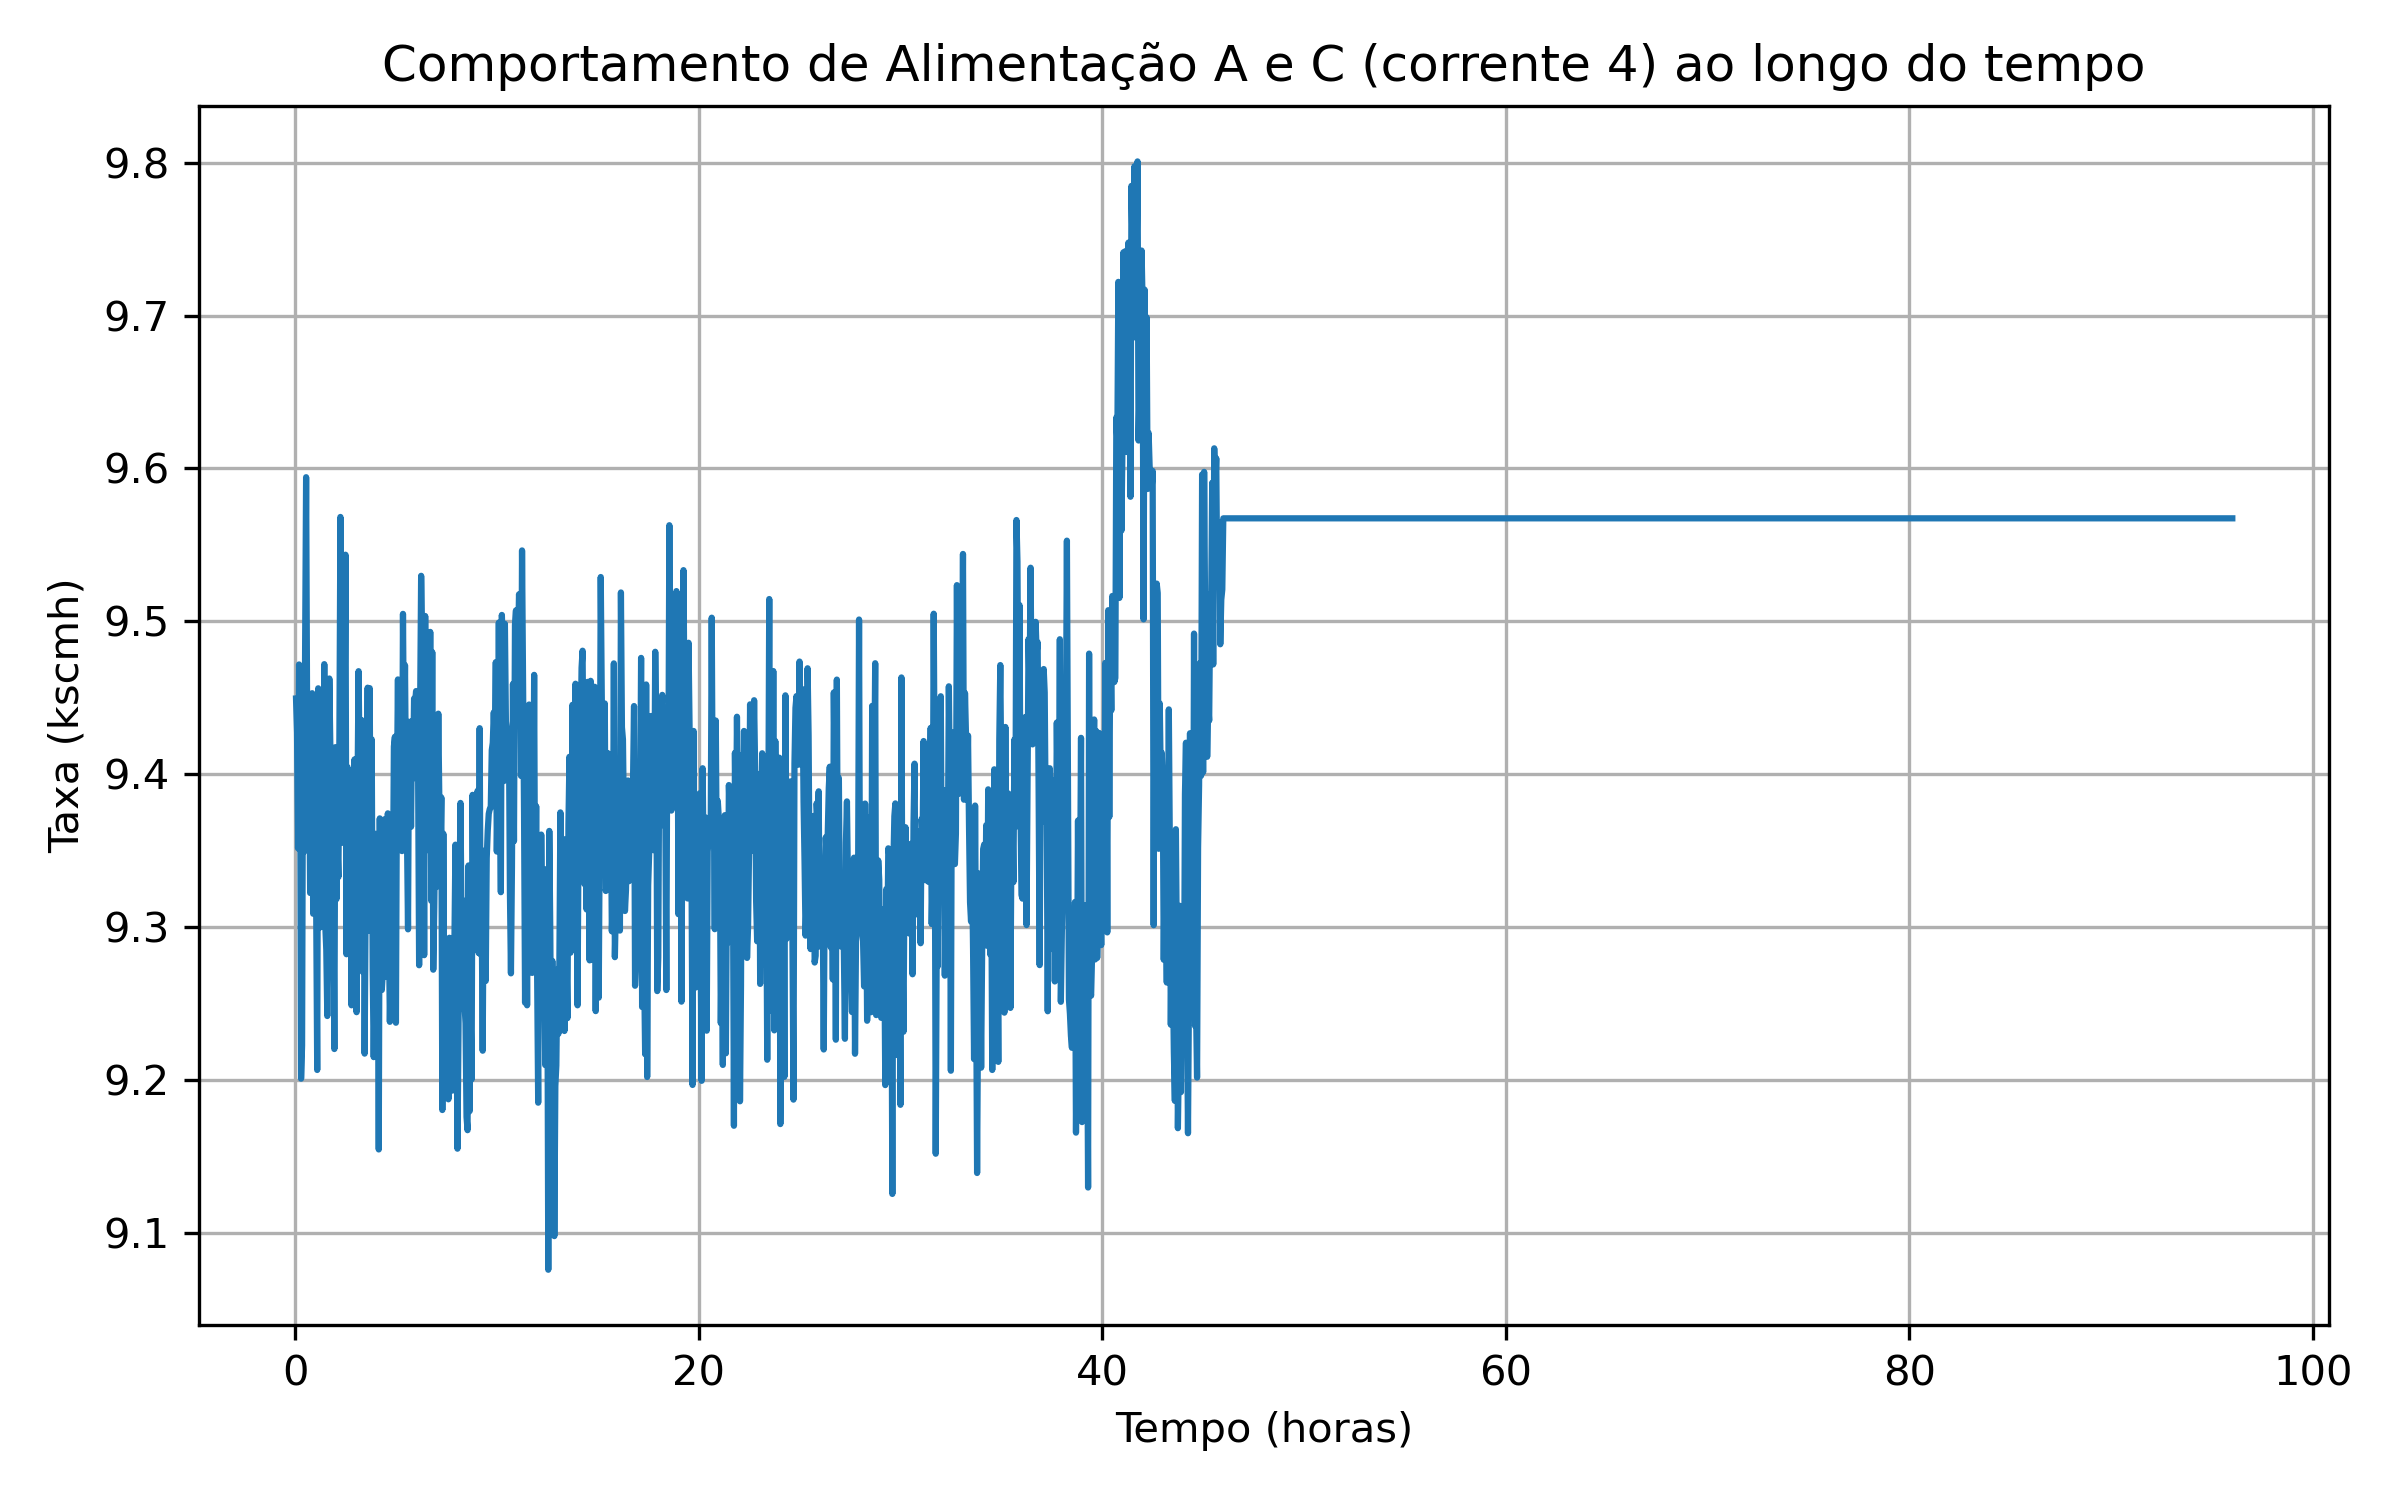 Comportamento de Alimentação A e C (corrente 4) ao longo do tempo
9.8
9.7
9.6
9.5
9.4
9.3
9.2
9.1
Taxa (kscmh)
0 20 40 60 80 100
Tempo (horas)